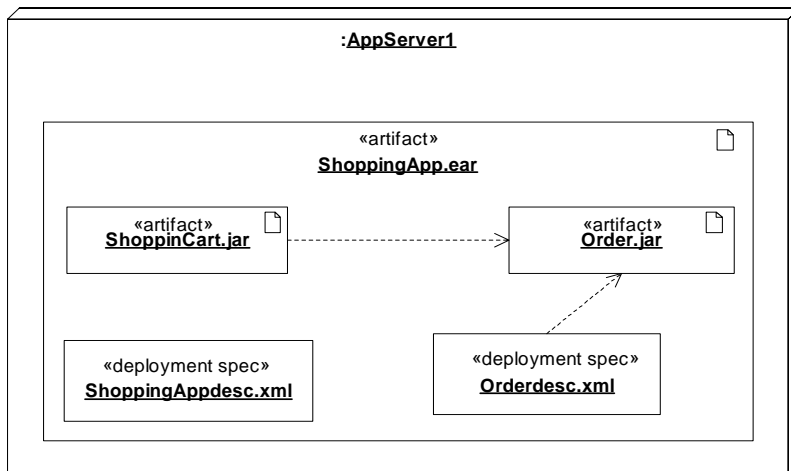 :AppServer1
«artifact»
ShoppingApp.ear
«artifact»
ShoppinCart.jar
«artifact»
Order.jar
«deployment spec»
ShoppingAppdesc.xml
«deployment spec»
Orderdesc.xml